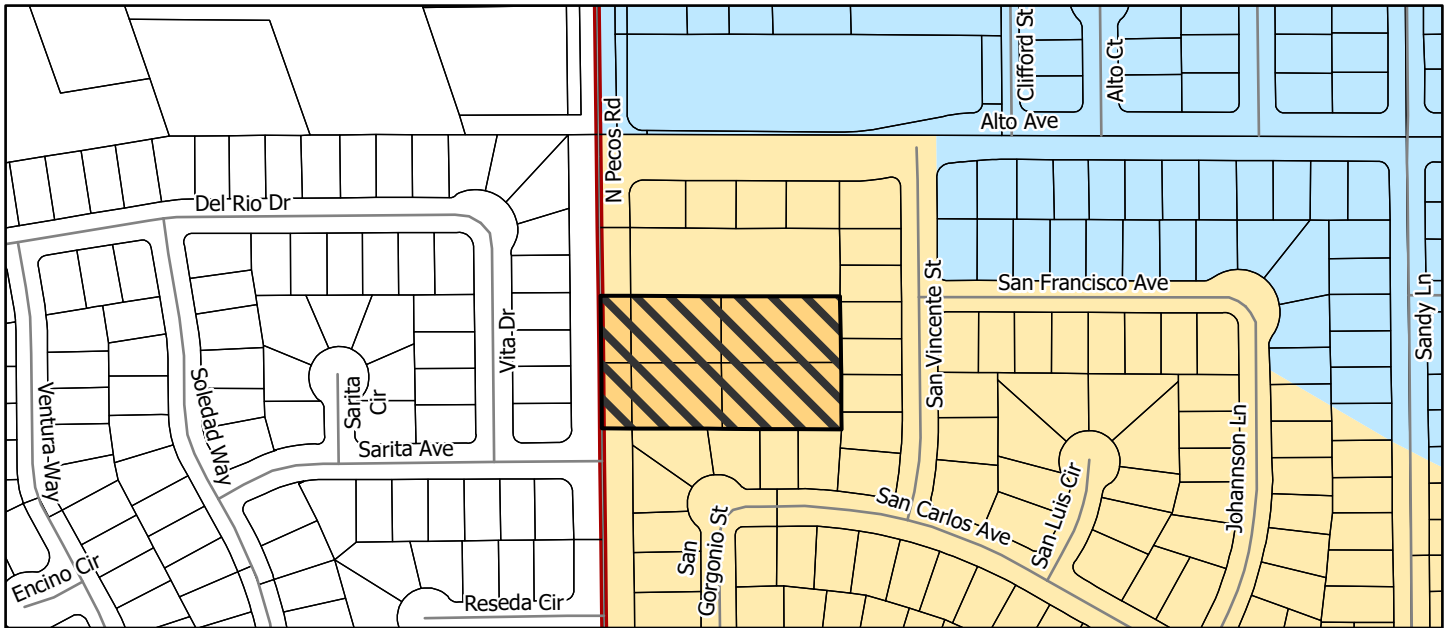 Clifford St
Alto Ct
N Pecos Rd
Alto Ave
Del Rio Dr
San Francisco Ave
San Vicente St
Sandy Ln
Vita Dr
Ventura Way
Soledad Way
Sarita
Cir
Sarita Ave
Johannson Ln
San Carlos Ave
San Luis Cir
San
Gorgonio St
Encino Cir
Reseda Cir